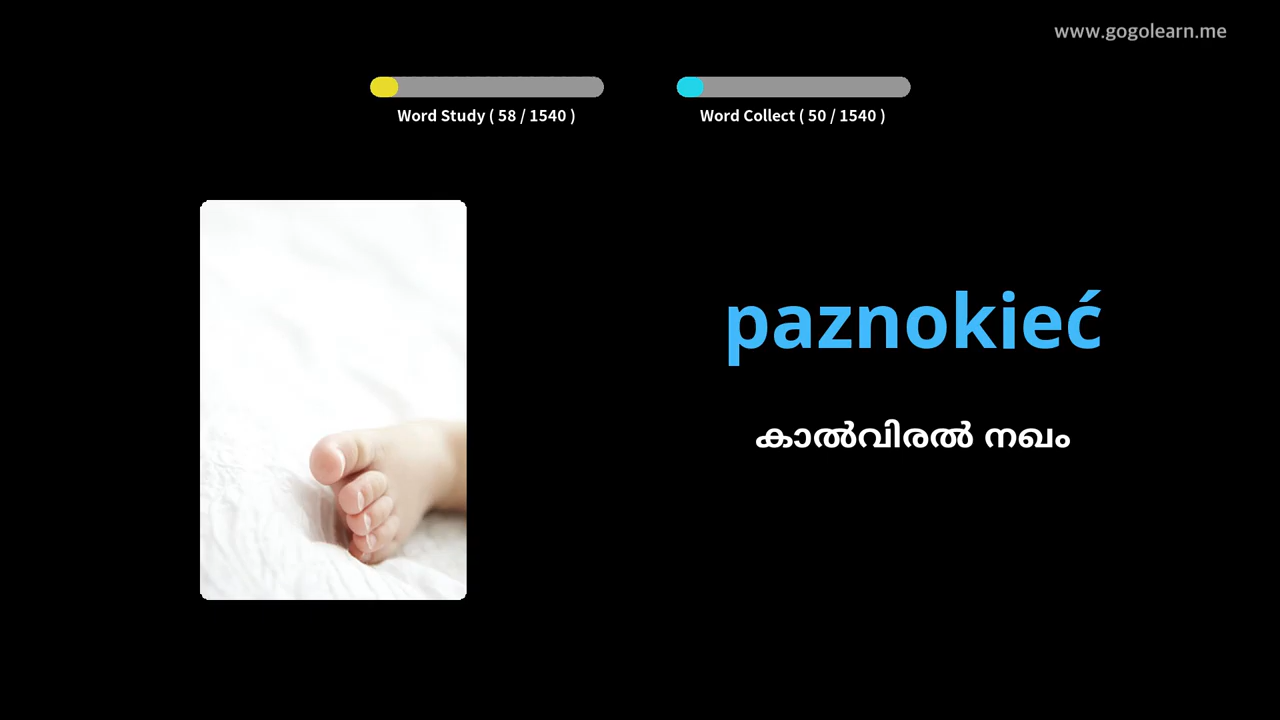 www.gogolearn.me
Word Study ( 58 / 1540 )
Word Collect ( 50 / 1540 )
paznokieć
കാൽവിരൽ നഖം